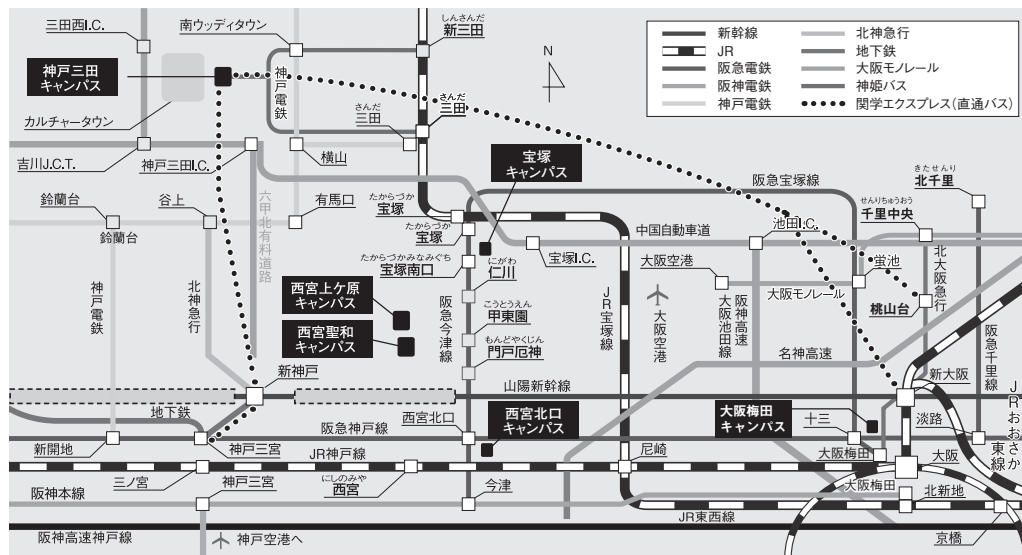 三田西I.C.
南ウッディタウン
しんさんだ
新三田
神戸三田
キャンパス
カルチャータウン
神戸電鉄
さんだ
三田
さんだ
三田
N
新幹線
JR
阪急電鉄
阪神電鉄
神戸電鉄
北神急行
地下鉄
大阪モノレール
神姫バス
関学エクスプレス(直通バス)
吉川J.C.T.
神戸三田I.C.
横山
宝塚
キャンパス
阪急宝塚線
きたせんり
北千里
せんりちゅうおう
千里中央
鈴蘭台
鈴蘭台
谷上
六甲北有料道路
有馬口
たからづか
宝塚
たからづか
宝塚
たからづかみなみぐち
宝塚南口
にがわ
仁川
こうとうえん
甲東園
もんどやくじん
門戸厄神
中国自動車道
宝塚I.C.
池田I.C.
大阪空港
大阪モノレール
蛍池
北大阪急行
桃山台
神戸電鉄
北神急行
西宮上ケ原
キャンパス
西宮聖和
キャンパス
阪急今津線
JR宝塚線
大阪空港
阪神高速
大阪池田線
名神高速
阪急千里線
JRおおさか
東線
新神戸
山陽新幹線
新大阪
地下鉄
西宮北口
西宮北口
キャンパス
大阪梅田
キャンパス
十三
淡路
新開地
神戸三宮
阪急神戸線
JR神戸線
尼崎
大阪梅田
大阪
三ノ宮
神戸三宮
にしのみや
西宮
今津
大阪梅田
北新地
阪神本線
JR東西線
京橋
阪神高速神戸線
神戸空港へ